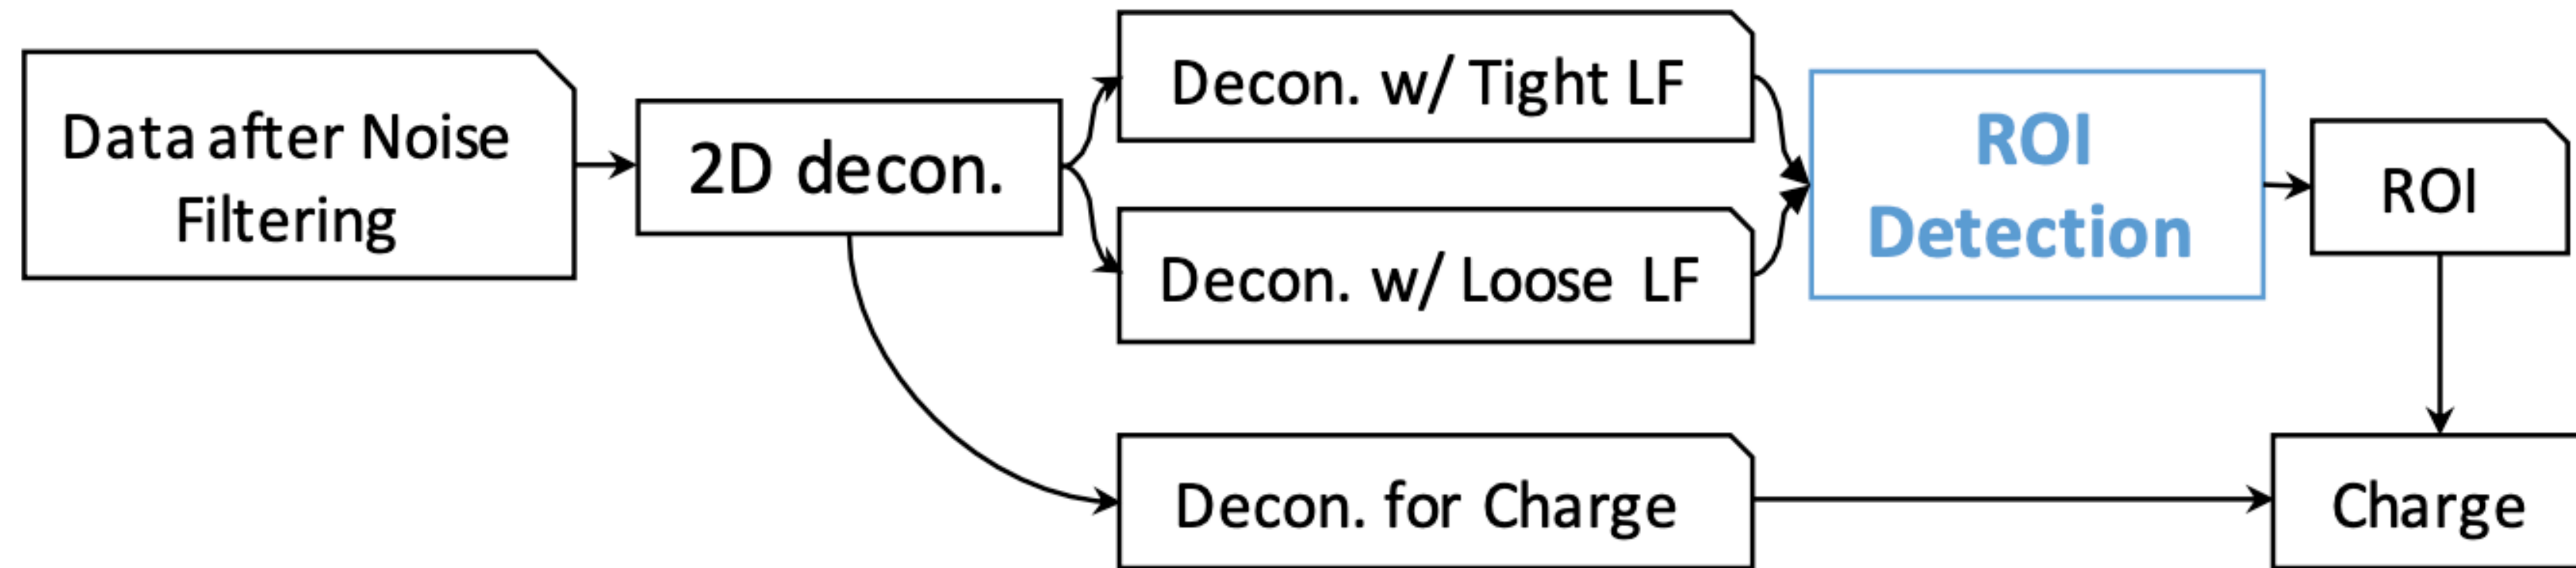 Data after Noise
Filtering
2D decon.
Decon. w/ Tight LF
Decon. w/ Loose LF
ROI
Detection
ROI
Decon. for Charge
Charge